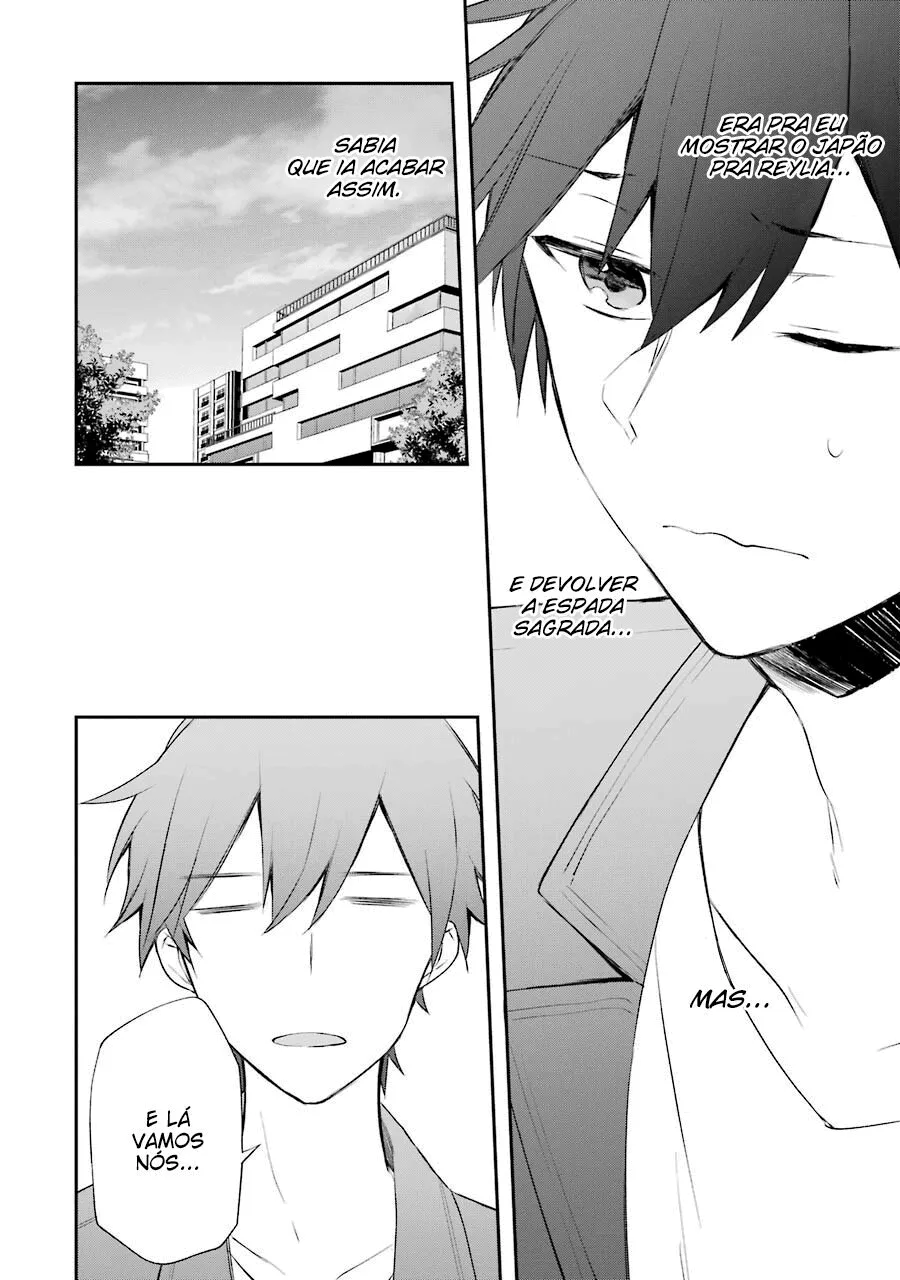 ERA PRA EU
MOSTRAR O JAPÃO
PRA REYLIA...
E DEVOLVER
A ESPADA
SAGRADA...
MAS...
SABIA
QUE IA ACABAR
ASSIM.
E LÁ
VAMOS
NÓS...